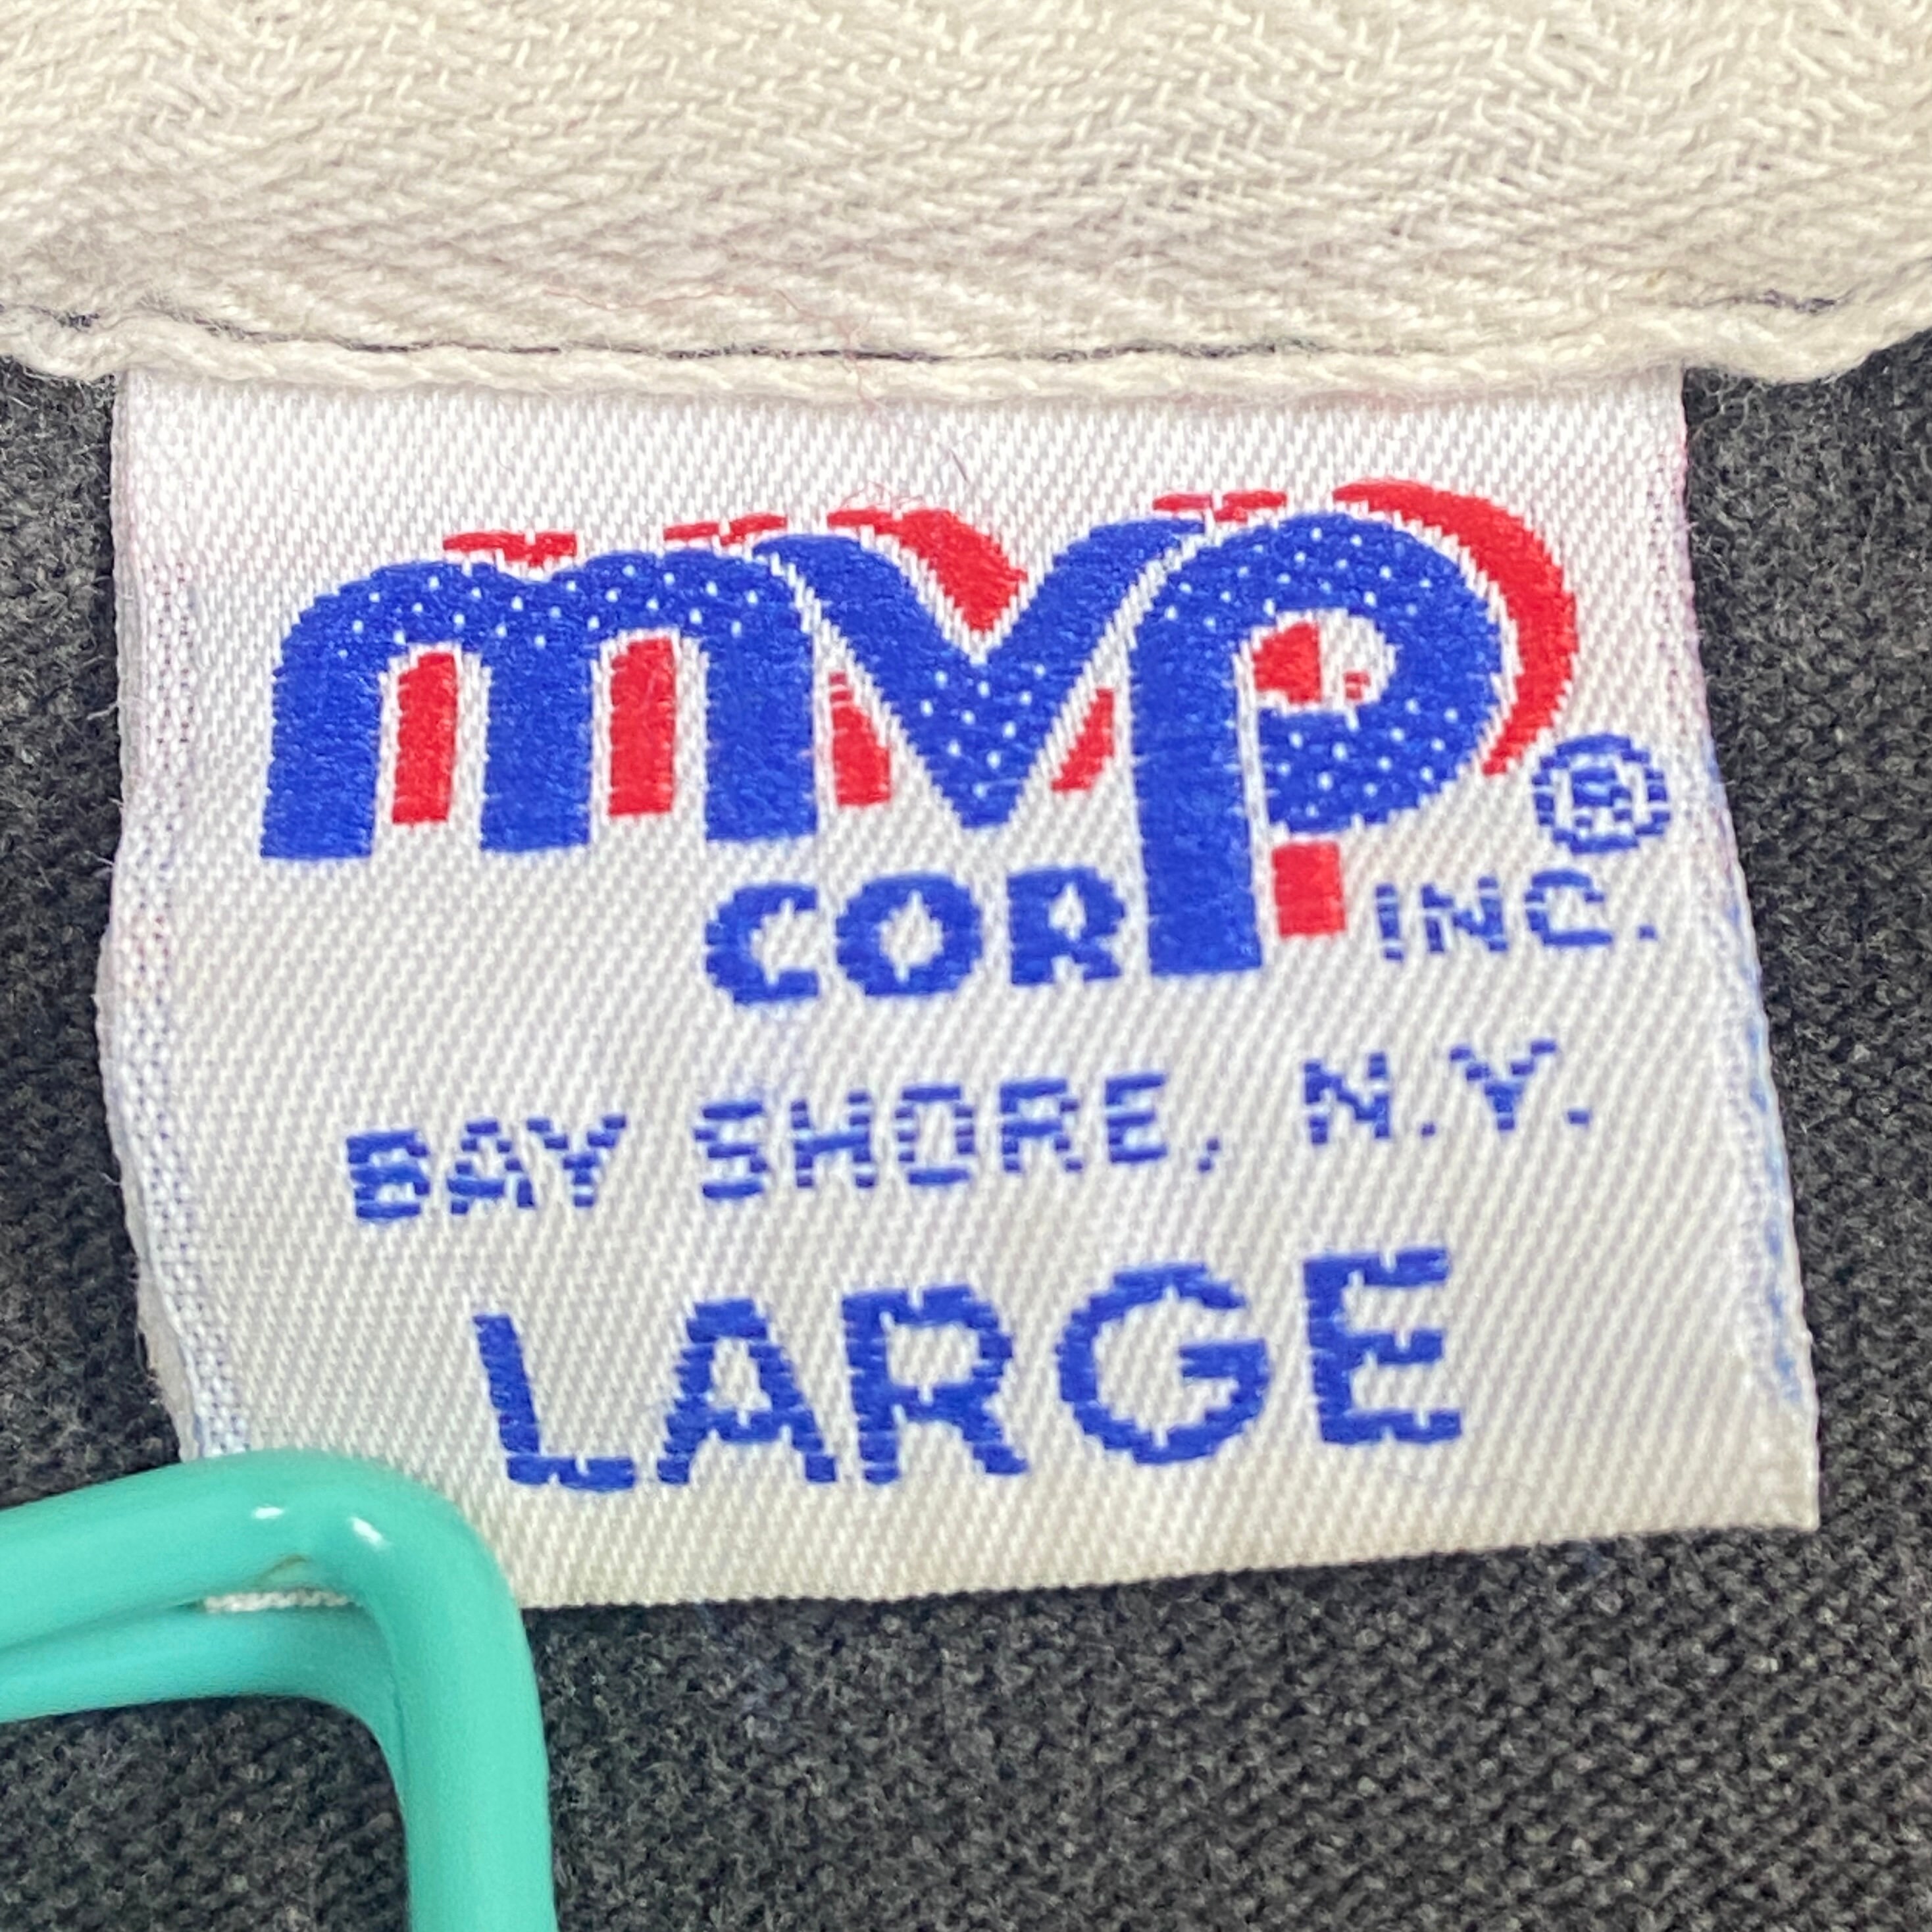 mvp®
CORP INC.
BAY SHORE, N.Y.
LARGE